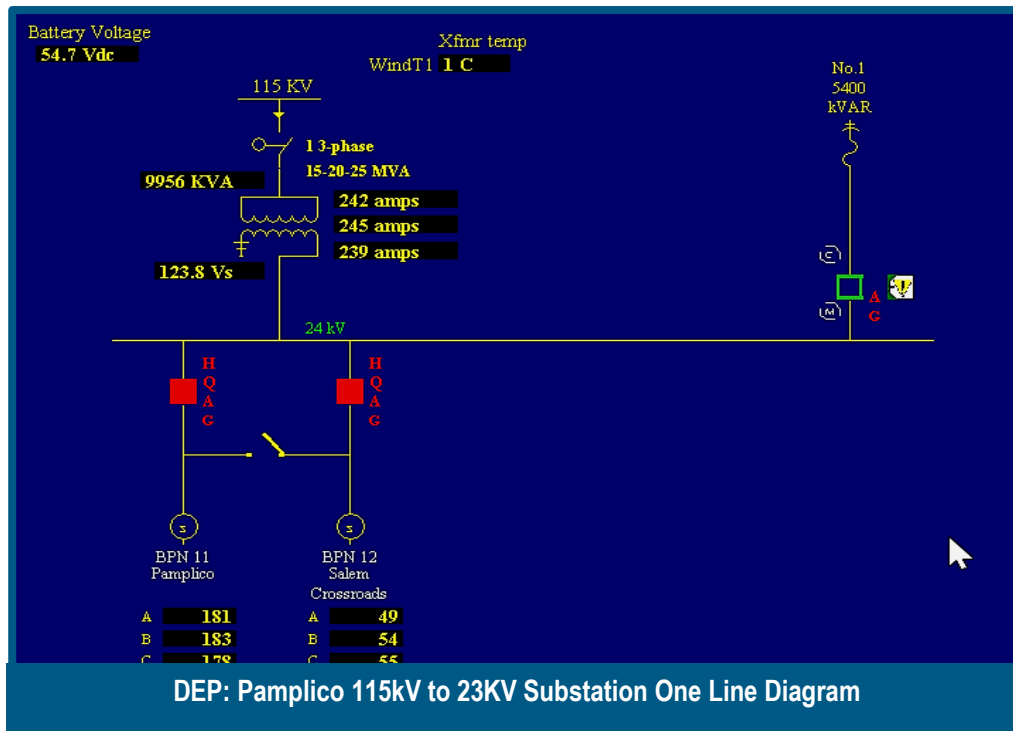 Battery Voltage
54.7 Vdc
Xfmr temp
WindT1 1 C
115 KV
No.1
5400
kVAR
1 3-phase
15-20-25 MVA
9956 KVA
242 amps
245 amps
239 amps
123.8 Vs
C
M
A
G
24 kV
H
Q
A
G
H
Q
A
G
s
s
BPN 11
Pamplico
BPN 12
Salem
Crossroads
A 181
B 183
C 178
A 49
B 54
C 55
DEP: Pamplico 115kV to 23KV Substation One Line Diagram